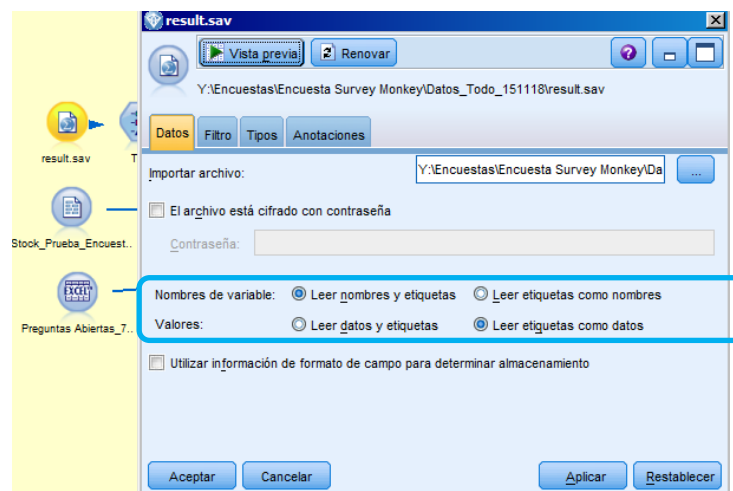 result.sav
Vista previa
Renovar
Y:\Encuestas\Encuesta Survey Monkey\Datos_Todo_151118\result.sav
Datos Filtro Tipos Anotaciones
result.sav T
Importar archivo: Y:\Encuestas\Encuesta Survey Monkey\Da ...
El archivo está cifrado con contraseña
Stock_Prueba_Encuest..
Contraseña:
EXCEL
Nombres de variable: Leer nombres y etiquetas Leer etiquetas como nombres
Preguntas Abiertas_7..
Valores: Leer datos y etiquetas Leer etiquetas como datos
Utilizar información de formato de campo para determinar almacenamiento
Aceptar Cancelar Aplicar Restablecer